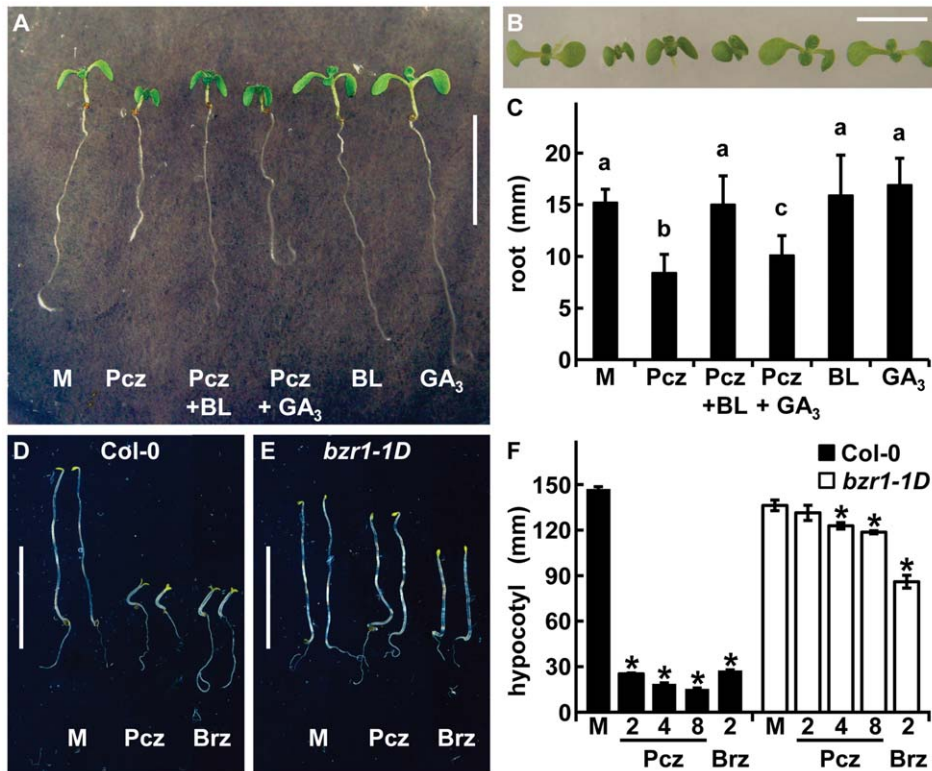 A
M Pcz Pcz Pcz BL GA₃
+BL + GA₃
B
C
root (mm)
20
15
10
5
0
a b a c a a
M Pcz Pcz Pcz BL GA₃
+BL + GA₃
D Col-0
M Pcz Brz
E bzr1-1D
M Pcz Brz
F
Col-0
bzr1-1D
hypocotyl (mm)
150
120
90
60
30
0
* * * * * * *
M 2 4 8 2 M 2 4 8 2
Pcz Brz Pcz Brz